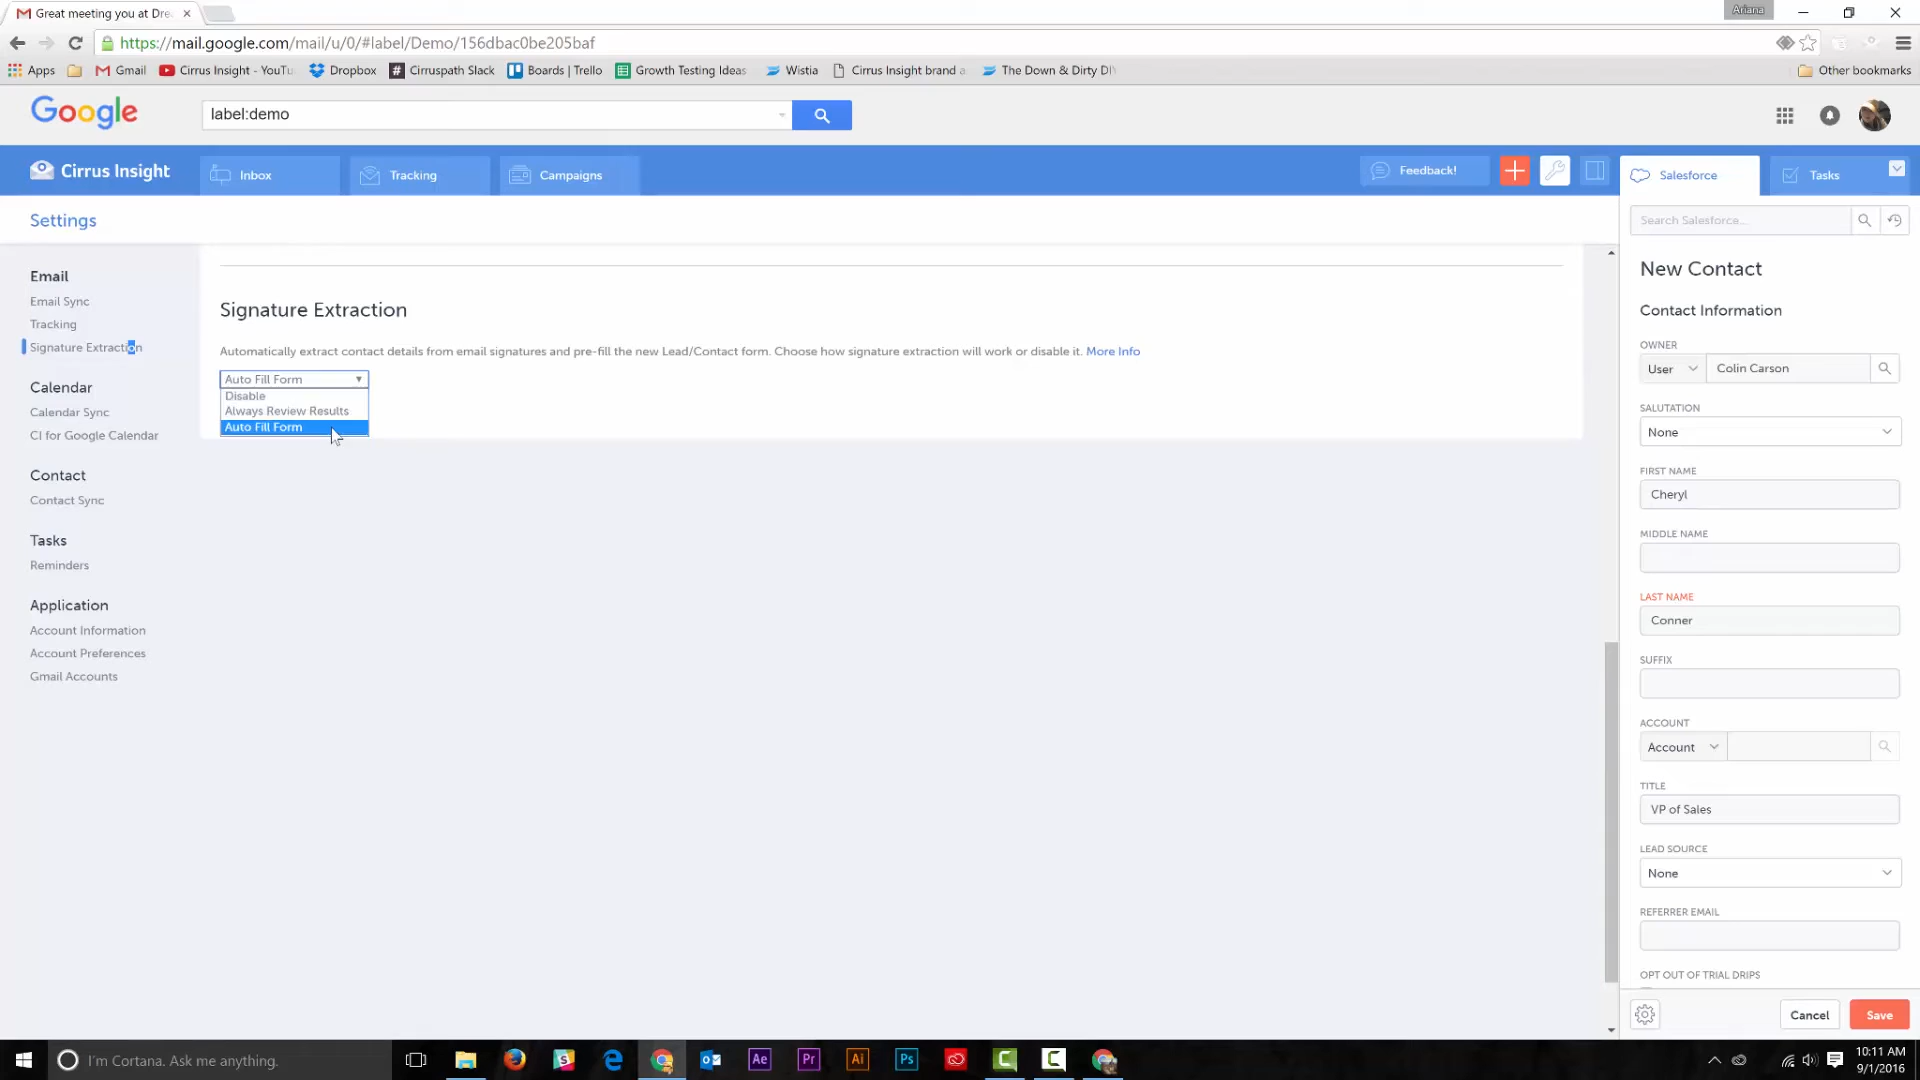 Great meeting you at Dre
Ariana
https://mail.google.com/mail/u/0/#label/Demo/156dbac0be205baf
Apps
Gmail
Cirrus Insight - YouTu
Dropbox
Cirruspath Slack
Boards | Trello
Growth Testing Ideas
Wistia
Cirrus Insight brand a
The Down & Dirty DI
Other bookmarks
Google
label:demo
Cirrus Insight
Inbox
Tracking
Campaigns
Feedback!
Salesforce
Tasks
Settings
Search Salesforce...
Email
Email Sync
Tracking
Signature Extraction
Calendar
Calendar Sync
CI for Google Calendar
Contact
Contact Sync
Tasks
Reminders
Application
Account Information
Account Preferences
Gmail Accounts
Signature Extraction
Automatically extract contact details from email signatures and pre-fill the new Lead/Contact form. Choose how signature extraction will work or disable it. More Info
Auto Fill Form
Disable
Always Review Results
Auto Fill Form
New Contact
Contact Information
OWNER
User
Colin Carson
SALUTATION
None
FIRST NAME
Cheryl
MIDDLE NAME
LAST NAME
Conner
SUFFIX
ACCOUNT
Account
TITLE
VP of Sales
LEAD SOURCE
None
REFERRER EMAIL
OPT OUT OF TRIAL DRIPS
Cancel
Save
I'm Cortana. Ask me anything.
Ae
Pr
Ai
Ps
10:11 AM
9/1/2016